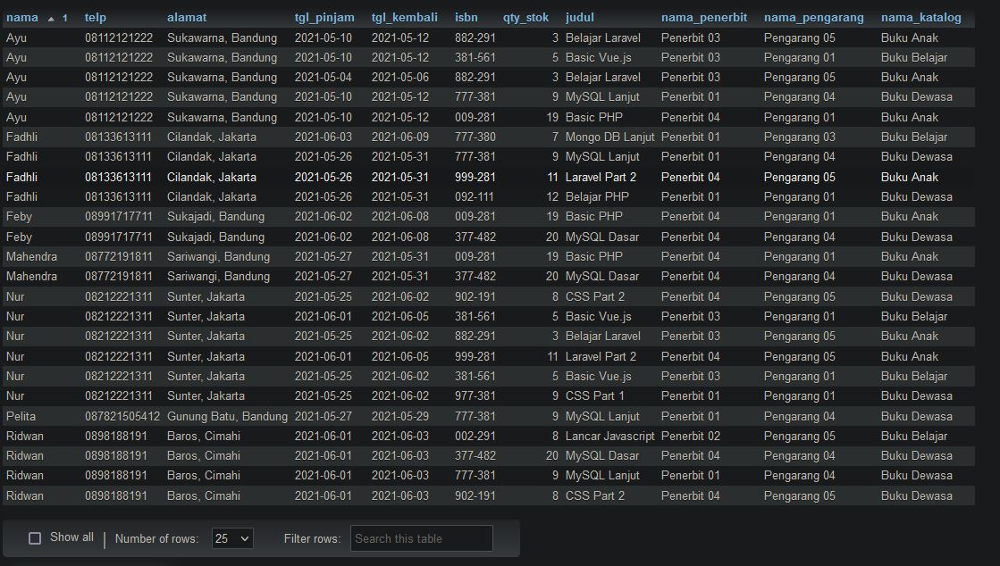 nama 1 telp alamat tgl_pinjam tgl_kembali isbn qty_stok judul nama_penerbit nama_pengarang nama_katalog
Ayu 08112121222 Sukawarna, Bandung 2021-05-10 2021-05-12 882-291 3 Belajar Laravel Penerbit 03 Pengarang 05 Buku Anak
Ayu 08112121222 Sukawarna, Bandung 2021-05-10 2021-05-12 381-561 5 Basic Vue.js Penerbit 03 Pengarang 01 Buku Belajar
Ayu 08112121222 Sukawarna, Bandung 2021-05-04 2021-05-06 882-291 3 Belajar Laravel Penerbit 03 Pengarang 05 Buku Anak
Ayu 08112121222 Sukawarna, Bandung 2021-05-10 2021-05-12 777-381 9 MySQL Lanjut Penerbit 01 Pengarang 04 Buku Dewasa
Ayu 08112121222 Sukawarna, Bandung 2021-05-10 2021-05-12 009-281 19 Basic PHP Penerbit 04 Pengarang 01 Buku Anak
Fadhli 08133613111 Cilandak, Jakarta 2021-06-03 2021-06-09 777-380 7 Mongo DB Lanjut Penerbit 01 Pengarang 03 Buku Belajar
Fadhli 08133613111 Cilandak, Jakarta 2021-05-26 2021-05-31 777-381 9 MySQL Lanjut Penerbit 01 Pengarang 04 Buku Dewasa
Fadhli 08133613111 Cilandak, Jakarta 2021-05-26 2021-05-31 999-281 11 Laravel Part 2 Penerbit 04 Pengarang 05 Buku Anak
Fadhli 08133613111 Cilandak, Jakarta 2021-05-26 2021-05-31 092-111 12 Belajar PHP Penerbit 01 Pengarang 01 Buku Dewasa
Feby 08991717711 Sukajadi, Bandung 2021-06-02 2021-06-08 009-281 19 Basic PHP Penerbit 04 Pengarang 01 Buku Anak
Feby 08991717711 Sukajadi, Bandung 2021-06-02 2021-06-08 377-482 20 MySQL Dasar Penerbit 04 Pengarang 04 Buku Dewasa
Mahendra 08772191811 Sariwangi, Bandung 2021-05-27 2021-05-31 009-281 19 Basic PHP Penerbit 04 Pengarang 01 Buku Anak
Mahendra 08772191811 Sariwangi, Bandung 2021-05-27 2021-05-31 377-482 20 MySQL Dasar Penerbit 04 Pengarang 04 Buku Dewasa
Nur 08212221311 Sunter, Jakarta 2021-05-25 2021-06-02 902-191 8 CSS Part 2 Penerbit 04 Pengarang 05 Buku Dewasa
Nur 08212221311 Sunter, Jakarta 2021-06-01 2021-06-05 381-561 5 Basic Vue.js Penerbit 03 Pengarang 01 Buku Belajar
Nur 08212221311 Sunter, Jakarta 2021-05-25 2021-06-02 882-291 3 Belajar Laravel Penerbit 03 Pengarang 05 Buku Anak
Nur 08212221311 Sunter, Jakarta 2021-06-01 2021-06-05 999-281 11 Laravel Part 2 Penerbit 04 Pengarang 05 Buku Anak
Nur 08212221311 Sunter, Jakarta 2021-05-25 2021-06-02 381-561 5 Basic Vue.js Penerbit 03 Pengarang 01 Buku Belajar
Nur 08212221311 Sunter, Jakarta 2021-05-25 2021-06-02 977-381 9 CSS Part 1 Penerbit 01 Pengarang 01 Buku Dewasa
Pelita 087821505412 Gunung Batu, Bandung 2021-05-27 2021-05-29 777-381 9 MySQL Lanjut Penerbit 01 Pengarang 04 Buku Dewasa
Ridwan 0898188191 Baros, Cimahi 2021-06-01 2021-06-03 002-291 8 Lancar Javascript Penerbit 02 Pengarang 05 Buku Belajar
Ridwan 0898188191 Baros, Cimahi 2021-06-01 2021-06-03 377-482 20 MySQL Dasar Penerbit 04 Pengarang 04 Buku Dewasa
Ridwan 0898188191 Baros, Cimahi 2021-06-01 2021-06-03 777-381 9 MySQL Lanjut Penerbit 01 Pengarang 04 Buku Dewasa
Ridwan 0898188191 Baros, Cimahi 2021-06-01 2021-06-03 902-191 8 CSS Part 2 Penerbit 04 Pengarang 05 Buku Dewasa
Show all | Number of rows: 25 Filter rows: Search this table